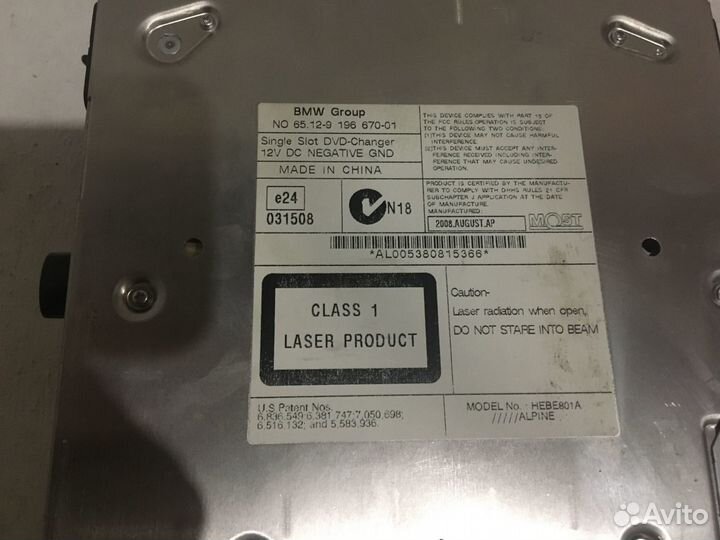 BMW Group
NO 65.12-9 196 670-01
Single Slot DVD-Changer
12V DC NEGATIVE GND
MADE IN CHINA
e24
031508
N18
THIS DEVICE COMPLIES WITH PART 15 OF
THE FCC RULES OPERATION IS SUBJECT
TO THE FOLLOWING TWO CONDITIONS:
(1)THIS DEVICE MAY NOT CAUSE HARMFUL
INTERFERENCE
(2)THIS DEVICE MUST ACCEPT ANY INTER-
FERENCE RECEIVED INCLUDING INTER-
FERENCE THAT MAY CAUSE UNDESIRED
OPERATION.
PRODUCT IS CERTIFIED BY THE MANUFACTU-
RER TO COMPLY WITH DHHS RULES 21 CFR
SUBCHAPTER J APPLICATION AT THE DATE
OF MANUFACTURE.
MANUFACTURED:
2008.AUGUST.AP
MOST
*AL005380815366*
CLASS 1
LASER PRODUCT
Caution-
Laser radiation when open,
DO NOT STARE INTO BEAM
U.S Patent Nos.
6,836,549;6,381,747;7,050,698;
6,516,132; and 5,583,936.
MODEL No. : HEBE801A
/////ALPINE
Avito